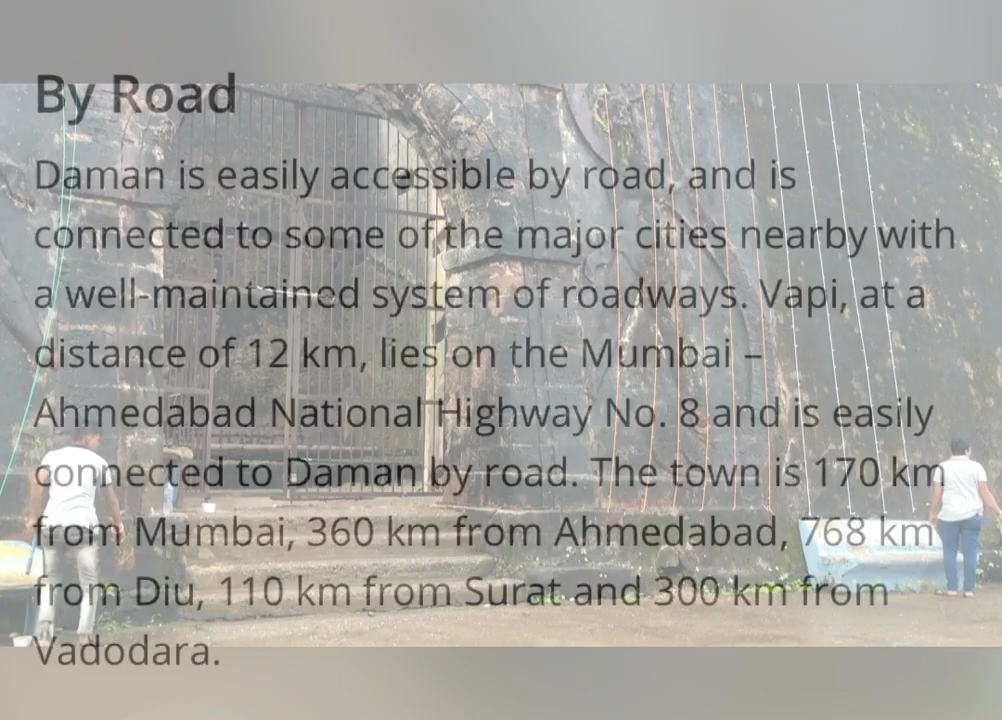 By Road
Daman is easily accessible by road, and is
connected to some of the major cities nearby with
a well-maintained system of roadways. Vapi, at a
distance of 12 km, lies on the Mumbai –
Ahmedabad National Highway No. 8 and is easily
connected to Daman by road. The town is 170 km
from Mumbai, 360 km from Ahmedabad, 768 km
from Diu, 110 km from Surat and 300 km from
Vadodara.